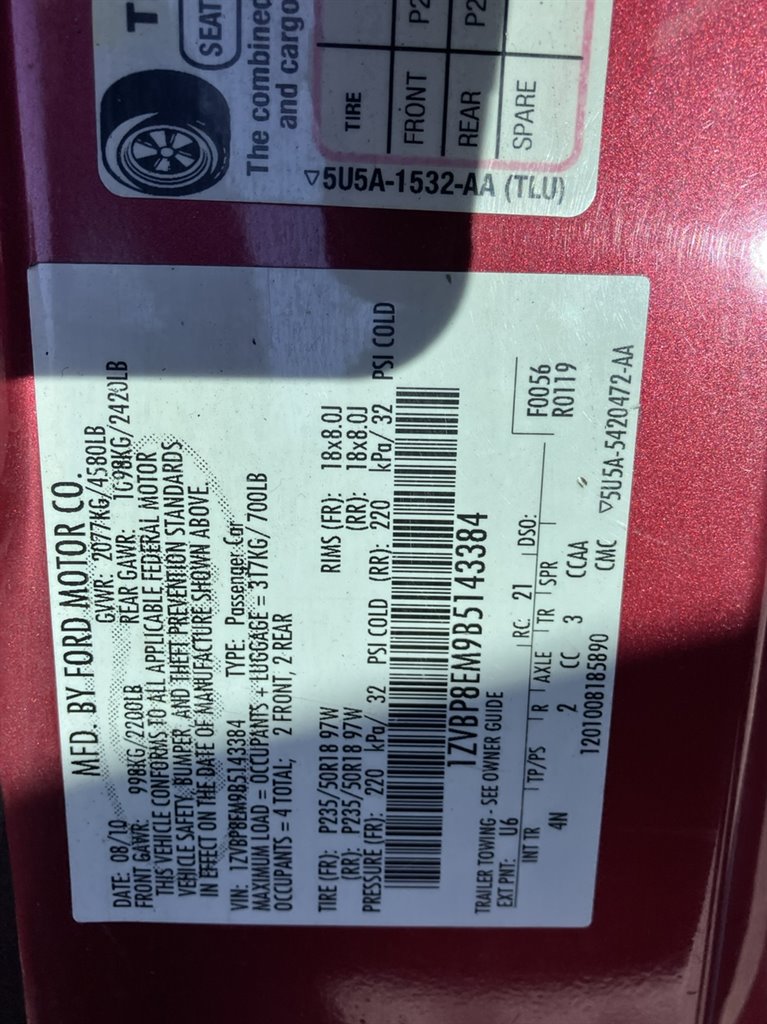 T
SEAT
The combined
and cargo
TIRE
FRONT P2
REAR P2
SPARE
▽5U5A-1532-AA (TLU)
MFD. BY FORD MOTOR CO.
DATE: 08/10 GVWR: 2077KG/4580LB
FRONT GAWR: 998KG/2200LB REAR GAWR: 1098KG/2420LB
THIS VEHICLE CONFORMS TO ALL APPLICABLE FEDERAL MOTOR
VEHICLE SAFETY, BUMPER, AND THEFT PREVENTION STANDARDS
IN EFFECT ON THE DATE OF MANUFACTURE SHOWN ABOVE.
VIN: 1ZVBP8EM9B5143384 TYPE: Passenger Car
MAXIMUM LOAD = OCCUPANTS + LUGGAGE = 317KG/700LB
OCCUPANTS = 4 TOTAL; 2 FRONT, 2 REAR
TIRE (FR): P235/50R18 97W RIMS (FR): 18x8.0J
(RR): P235/50R18 97W (RR): 18x8.0J
PRESSURE (FR): 220 kPa/ 32 PSI COLD (RR): 220 kPa/ 32 PSI COLD
1ZVBP8EM9B5143384
TRAILER TOWING - SEE OWNER GUIDE
EXT PNT: U6 RC: 21 DSO: F0056
R0119
INT TR TP/PS R AXLE TR SPR
4N 2 CC 3 CCAA
1201008185890 CMC ▽5U5A-5420472-AA